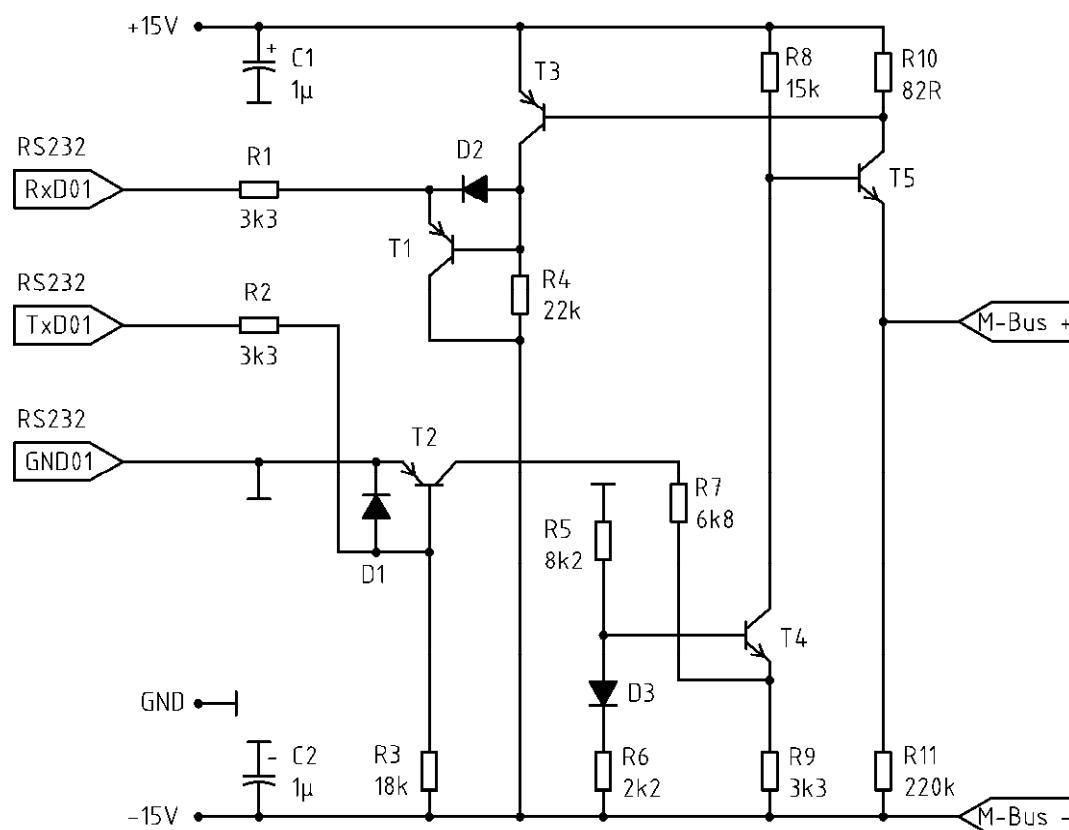 +15V
C1
1µ
T3
R8
15k
R10
82R
RS232
RxD01
R1
3k3
D2
T5
T1
RS232
TxD01
R2
3k3
R4
22k
M-Bus +
RS232
GND01
T2
R7
6k8
R5
8k2
D1
T4
GND
D3
C2
1µ
R3
18k
R6
2k2
R9
3k3
R11
220k
-15V
M-Bus -